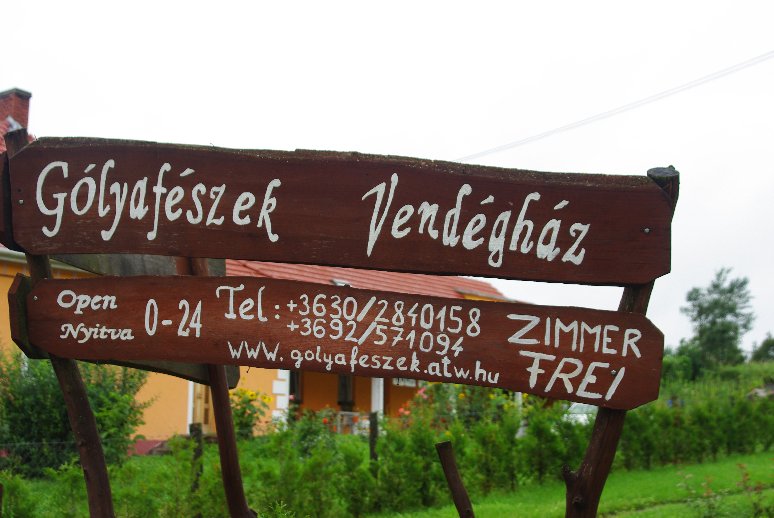 Gólyafészek Vendégház
Open
Nyitva
0-24
Tel: +3630/2840158
+3692/571094
www.golyafeszek.atw.hu
ZIMMER
FREI